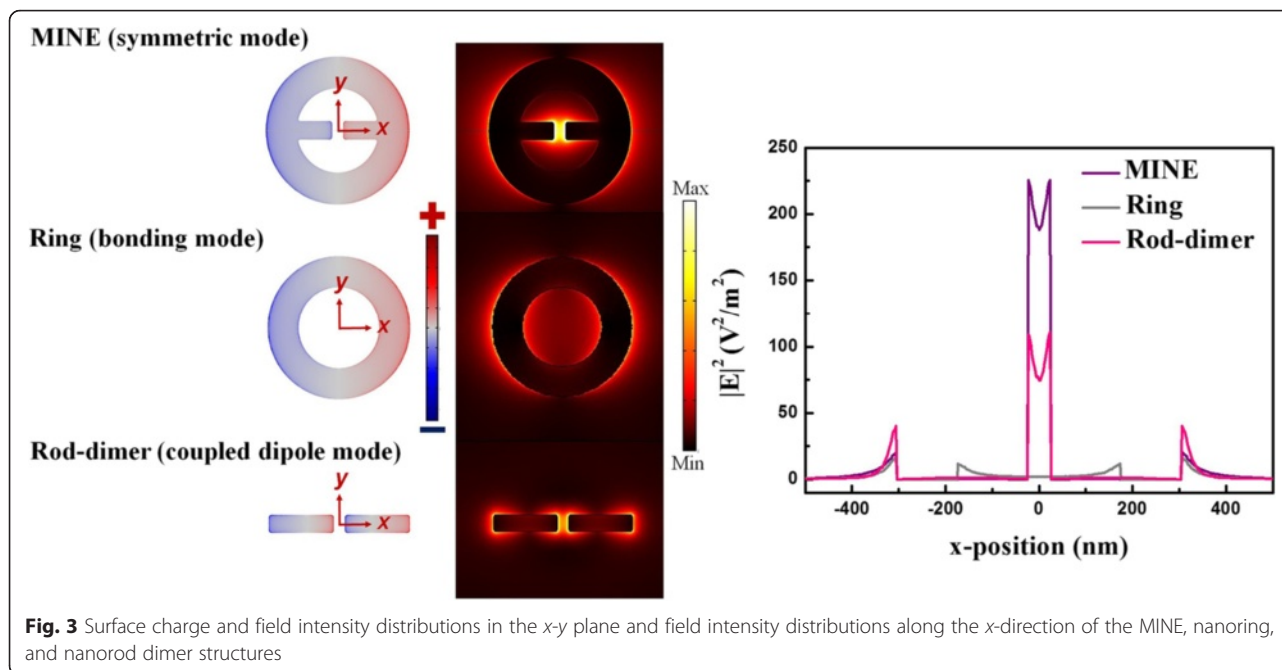 MINE (symmetric mode)
y
x
Ring (bonding mode)
y
x
Rod-dimer (coupled dipole mode)
y
x
+
−
Max
Min
|E|² (V²/m²)
250
200
150
100
50
0
MINE
Ring
Rod-dimer
-400 -200 0 200 400
x-position (nm)
Fig. 3 Surface charge and field intensity distributions in the x-y plane and field intensity distributions along the x-direction of the MINE, nanoring,
and nanorod dimer structures